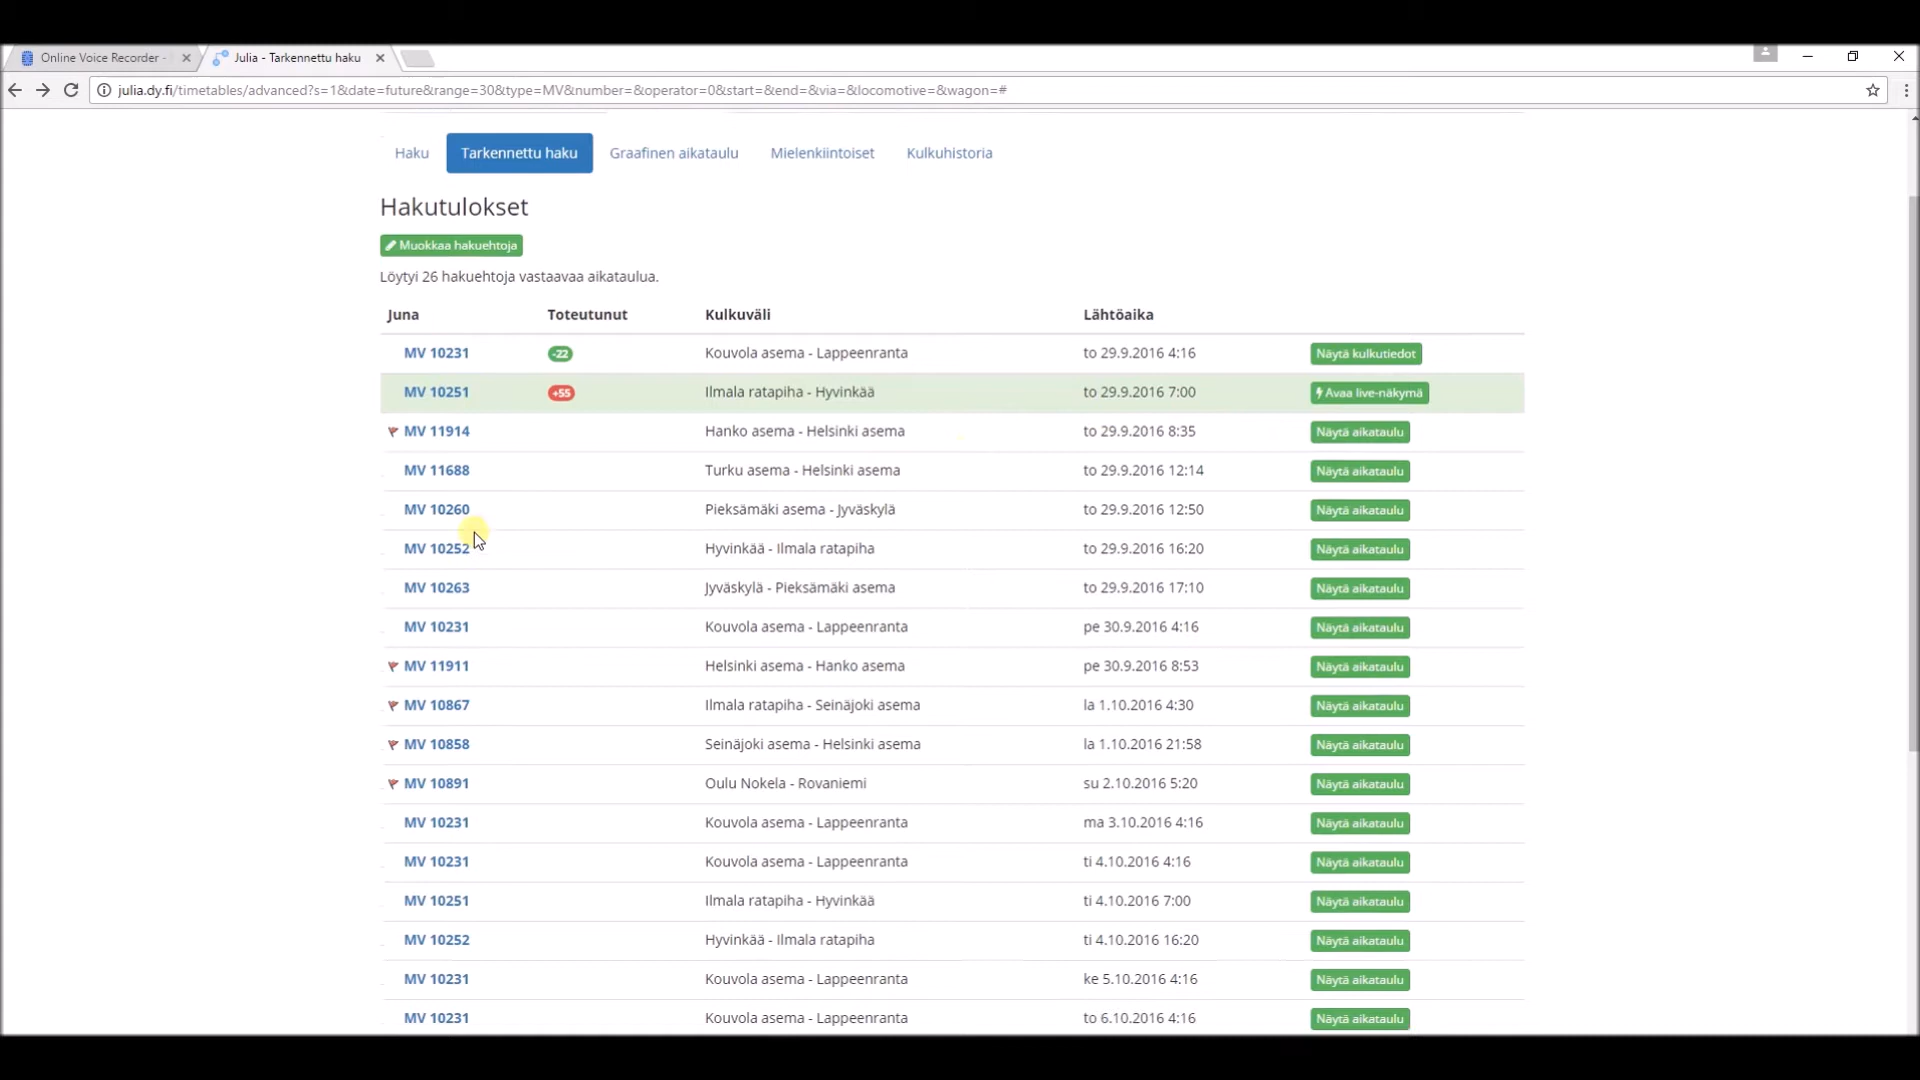 Online Voice Recorder -
Julia - Tarkennettu haku
julia.dy.fi/timetables/advanced?s=1&date=future&range=30&type=MV&number=&operator=0&start=&end=&via=&locomotive=&wagon=#
Haku Tarkennettu haku Graafinen aikataulu Mielenkiintoiset Kulkuhistoria
Hakutulokset
Muokkaa hakuehtoja
Löytyi 26 hakuehtoja vastaavaa aikataulua.
Juna Toteutunut Kulkuväli Lähtöaika
MV 10231 -22 Kouvola asema - Lappeenranta to 29.9.2016 4:16 Näytä kulkutiedot
MV 10251 +55 Ilmala ratapiha - Hyvinkää to 29.9.2016 7:00 Avaa live-näkymä
MV 11914 Hanko asema - Helsinki asema to 29.9.2016 8:35 Näytä aikataulu
MV 11688 Turku asema - Helsinki asema to 29.9.2016 12:14 Näytä aikataulu
MV 10260 Pieksämäki asema - Jyväskylä to 29.9.2016 12:50 Näytä aikataulu
MV 10252 Hyvinkää - Ilmala ratapiha to 29.9.2016 16:20 Näytä aikataulu
MV 10263 Jyväskylä - Pieksämäki asema to 29.9.2016 17:10 Näytä aikataulu
MV 10231 Kouvola asema - Lappeenranta pe 30.9.2016 4:16 Näytä aikataulu
MV 11911 Helsinki asema - Hanko asema pe 30.9.2016 8:53 Näytä aikataulu
MV 10867 Ilmala ratapiha - Seinäjoki asema la 1.10.2016 4:30 Näytä aikataulu
MV 10858 Seinäjoki asema - Helsinki asema la 1.10.2016 21:58 Näytä aikataulu
MV 10891 Oulu Nokela - Rovaniemi su 2.10.2016 5:20 Näytä aikataulu
MV 10231 Kouvola asema - Lappeenranta ma 3.10.2016 4:16 Näytä aikataulu
MV 10231 Kouvola asema - Lappeenranta ti 4.10.2016 4:16 Näytä aikataulu
MV 10251 Ilmala ratapiha - Hyvinkää ti 4.10.2016 7:00 Näytä aikataulu
MV 10252 Hyvinkää - Ilmala ratapiha ti 4.10.2016 16:20 Näytä aikataulu
MV 10231 Kouvola asema - Lappeenranta ke 5.10.2016 4:16 Näytä aikataulu
MV 10231 Kouvola asema - Lappeenranta to 6.10.2016 4:16 Näytä aikataulu